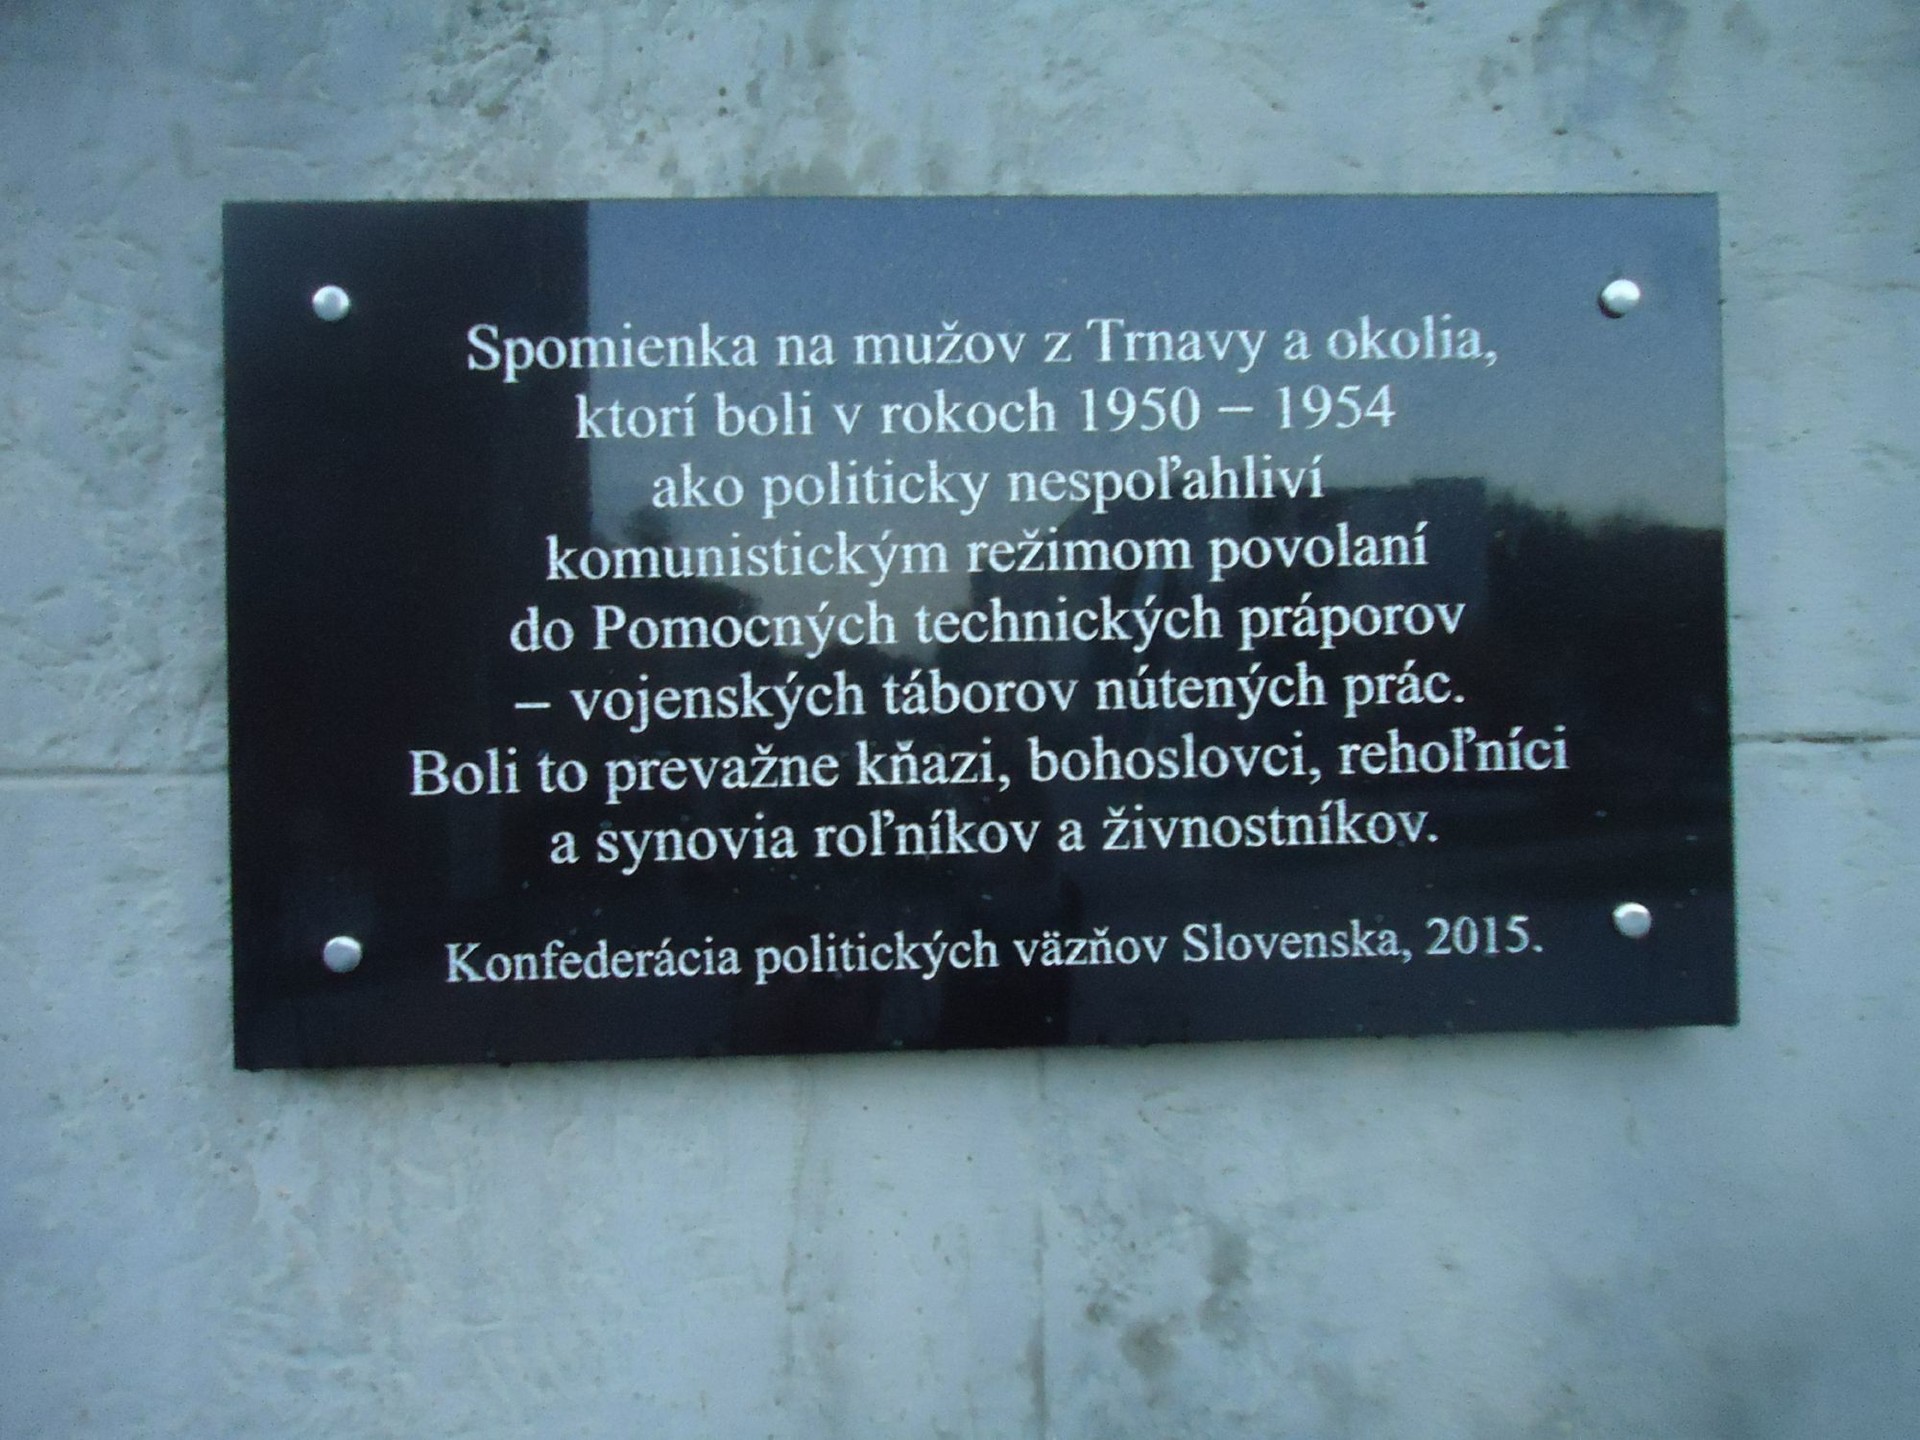 Spomienka na mužov z Trnavy a okolia,
ktorí boli v rokoch 1950 – 1954
ako politicky nespoľahliví
komunistickým režimom povolaní
do Pomocných technických práporov
– vojenských táborov nútených prác.
Boli to prevažne kňazi, bohoslovci, rehoľníci
a synovia roľníkov a živnostníkov.
Konfederácia politických väzňov Slovenska, 2015.